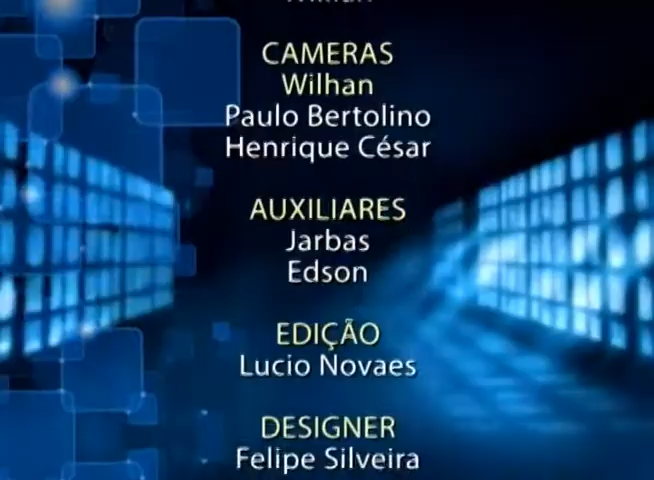 CAMERAS
Wilhan
Paulo Bertolino
Henrique César
AUXILIARES
Jarbas
Edson
EDIÇÃO
Lucio Novaes
DESIGNER
Felipe Silveira